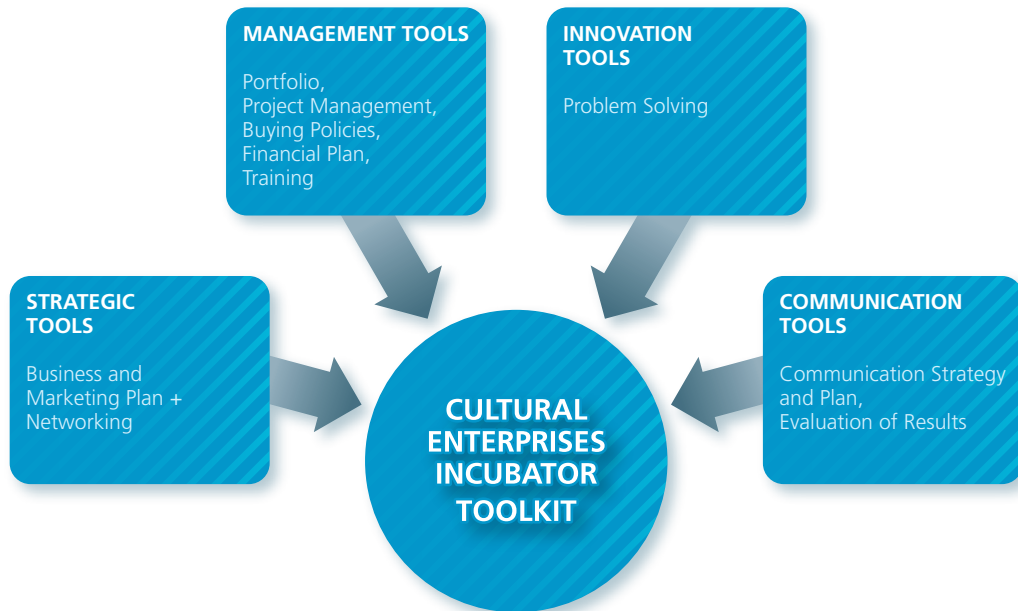 MANAGEMENT TOOLS
Portfolio,
Project Management,
Buying Policies,
Financial Plan,
Training
INNOVATION
TOOLS
Problem Solving
STRATEGIC
TOOLS
Business and
Marketing Plan +
Networking
COMMUNICATION
TOOLS
Communication Strategy
and Plan,
Evaluation of Results
CULTURAL
ENTERPRISES
INCUBATOR
TOOLKIT